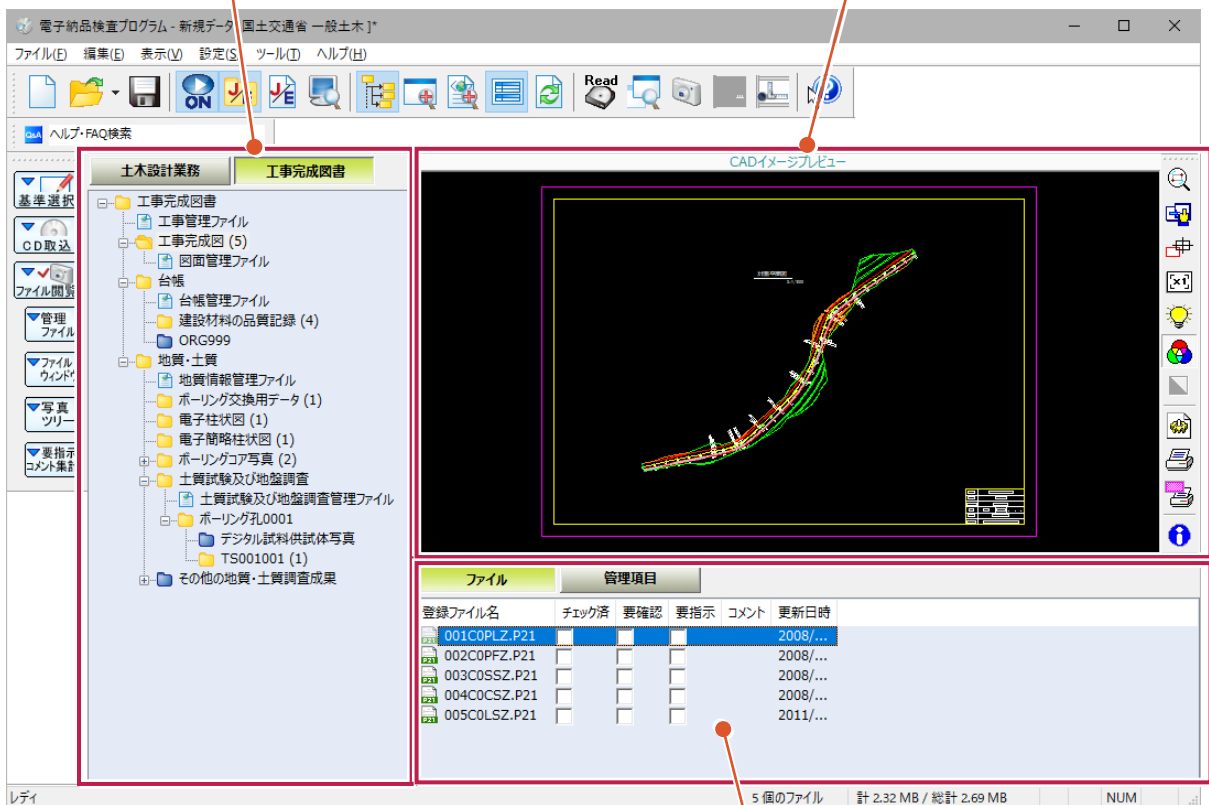 電子納品検査プログラム - 新規データ 国土交通省 一般土木 ]*
ファイル(F) 編集(E) 表示(V) 設定(S ツール(T) ヘルプ(H)
ON
J/E
Read
Q&A ヘルプ・FAQ検索
基準選択
CD取込
ファイル閲覧
管理
ファイル
ファイル
ウィンドウ
写真
ツリー
要指示
コメント集計
土木設計業務 工事完成図書
工事完成図書
工事管理ファイル
工事完成図 (5)
図面管理ファイル
台帳
台帳管理ファイル
建設材料の品質記録 (4)
ORG999
地質・土質
地質情報管理ファイル
ボーリング交換用データ (1)
電子柱状図 (1)
電子簡略柱状図 (1)
ボーリングコア写真 (2)
土質試験及び地盤調査
土質試験及び地盤調査管理ファイル
ボーリング孔0001
デジタル試料供試体写真
TS001001 (1)
その他の地質・土質調査成果
CADイメージプレビュー
[x1]
ファイル 管理項目
登録ファイル名 チェック済 要確認 要指示 コメント 更新日時
001C0PLZ.P21 2008/...
P21 002C0PFZ.P21 2008/...
P21 003C0SSZ.P21 2008/...
P21 004C0CSZ.P21 2008/...
P21 005C0LSZ.P21 2011/...
レディ 5 個のファイル 計 2.32 MB / 総計 2.69 MB NUM